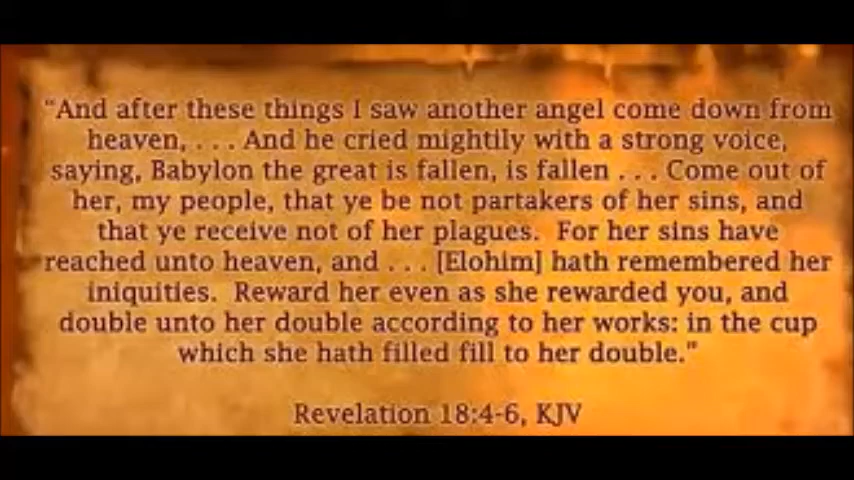 “And after these things I saw another angel come down from
heaven, . . . And he cried mightily with a strong voice,
saying, Babylon the great is fallen, is fallen . . . Come out of
her, my people, that ye be not partakers of her sins, and
that ye receive not of her plagues.  For her sins have
reached unto heaven, and . . . [Elohim] hath remembered her
iniquities.  Reward her even as she rewarded you, and
double unto her double according to her works: in the cup
which she hath filled fill to her double.”
Revelation 18:4-6, KJV